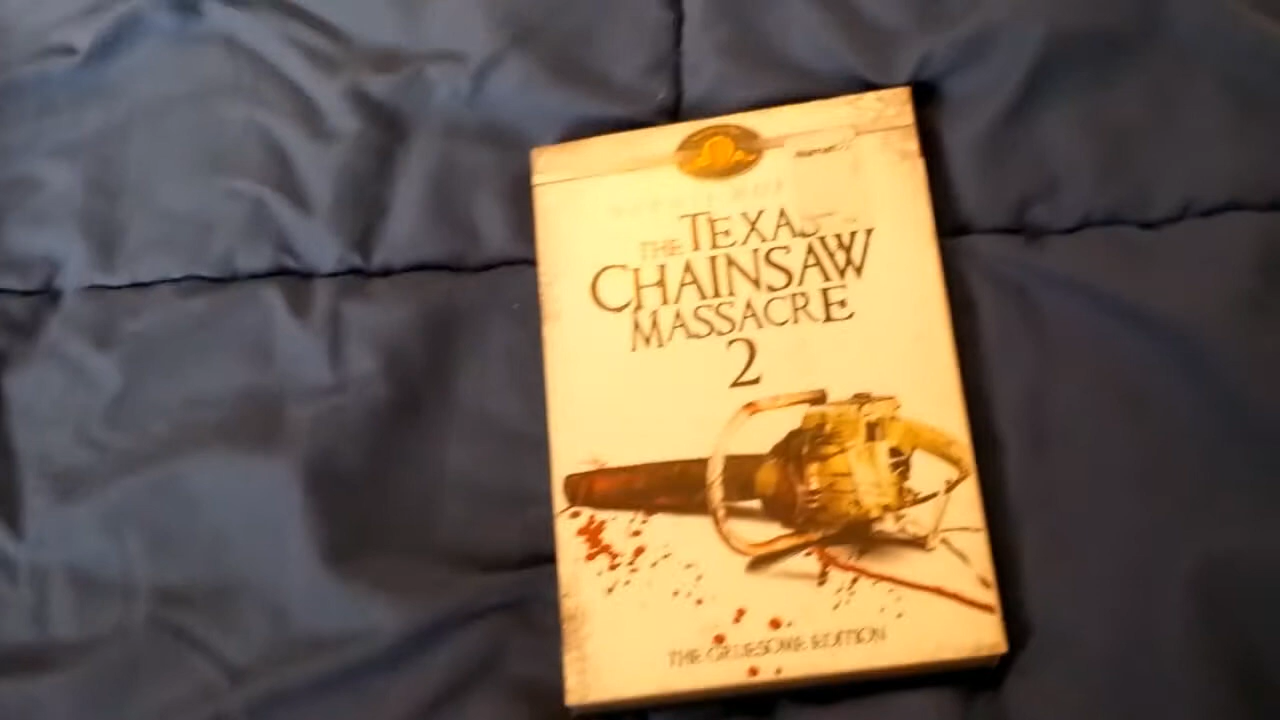 THE TEXAS
CHAINSAW
MASSACRE
2
THE GRUESOME EDITION